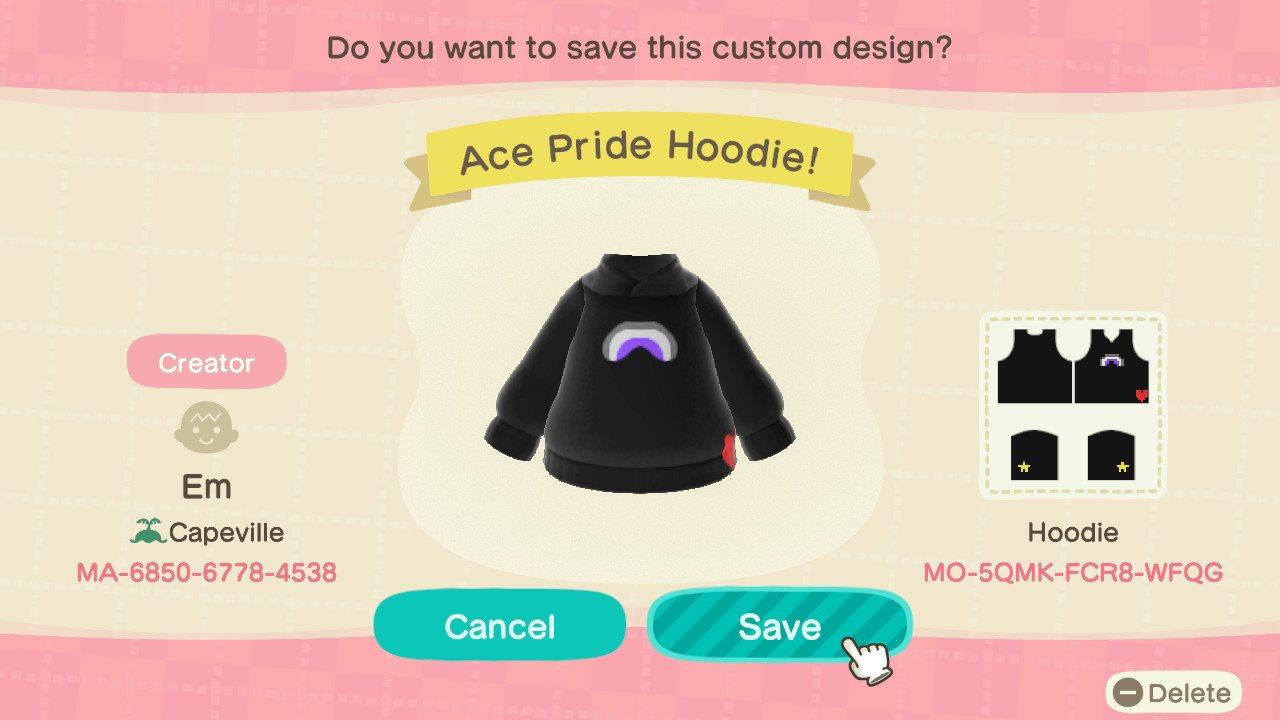 Do you want to save this custom design?
Ace Pride Hoodie!
Creator
Em
Capeville
MA-6850-6778-4538
Hoodie
MO-5QMK-FCR8-WFQG
Cancel
Save
Delete